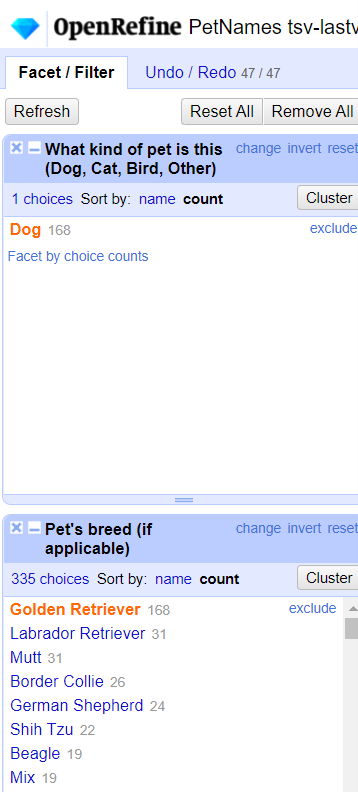 OpenRefine PetNames tsv-lastv
Facet / Filter Undo / Redo 47 / 47
Refresh Reset All Remove All
What kind of pet is this (Dog, Cat, Bird, Other) change invert reset
1 choices Sort by: name count Cluster
Dog 168 exclude
Facet by choice counts
Pet's breed (if applicable) change invert reset
335 choices Sort by: name count Cluster
Golden Retriever 168 exclude
Labrador Retriever 31
Mutt 31
Border Collie 26
German Shepherd 24
Shih Tzu 22
Beagle 19
Mix 19